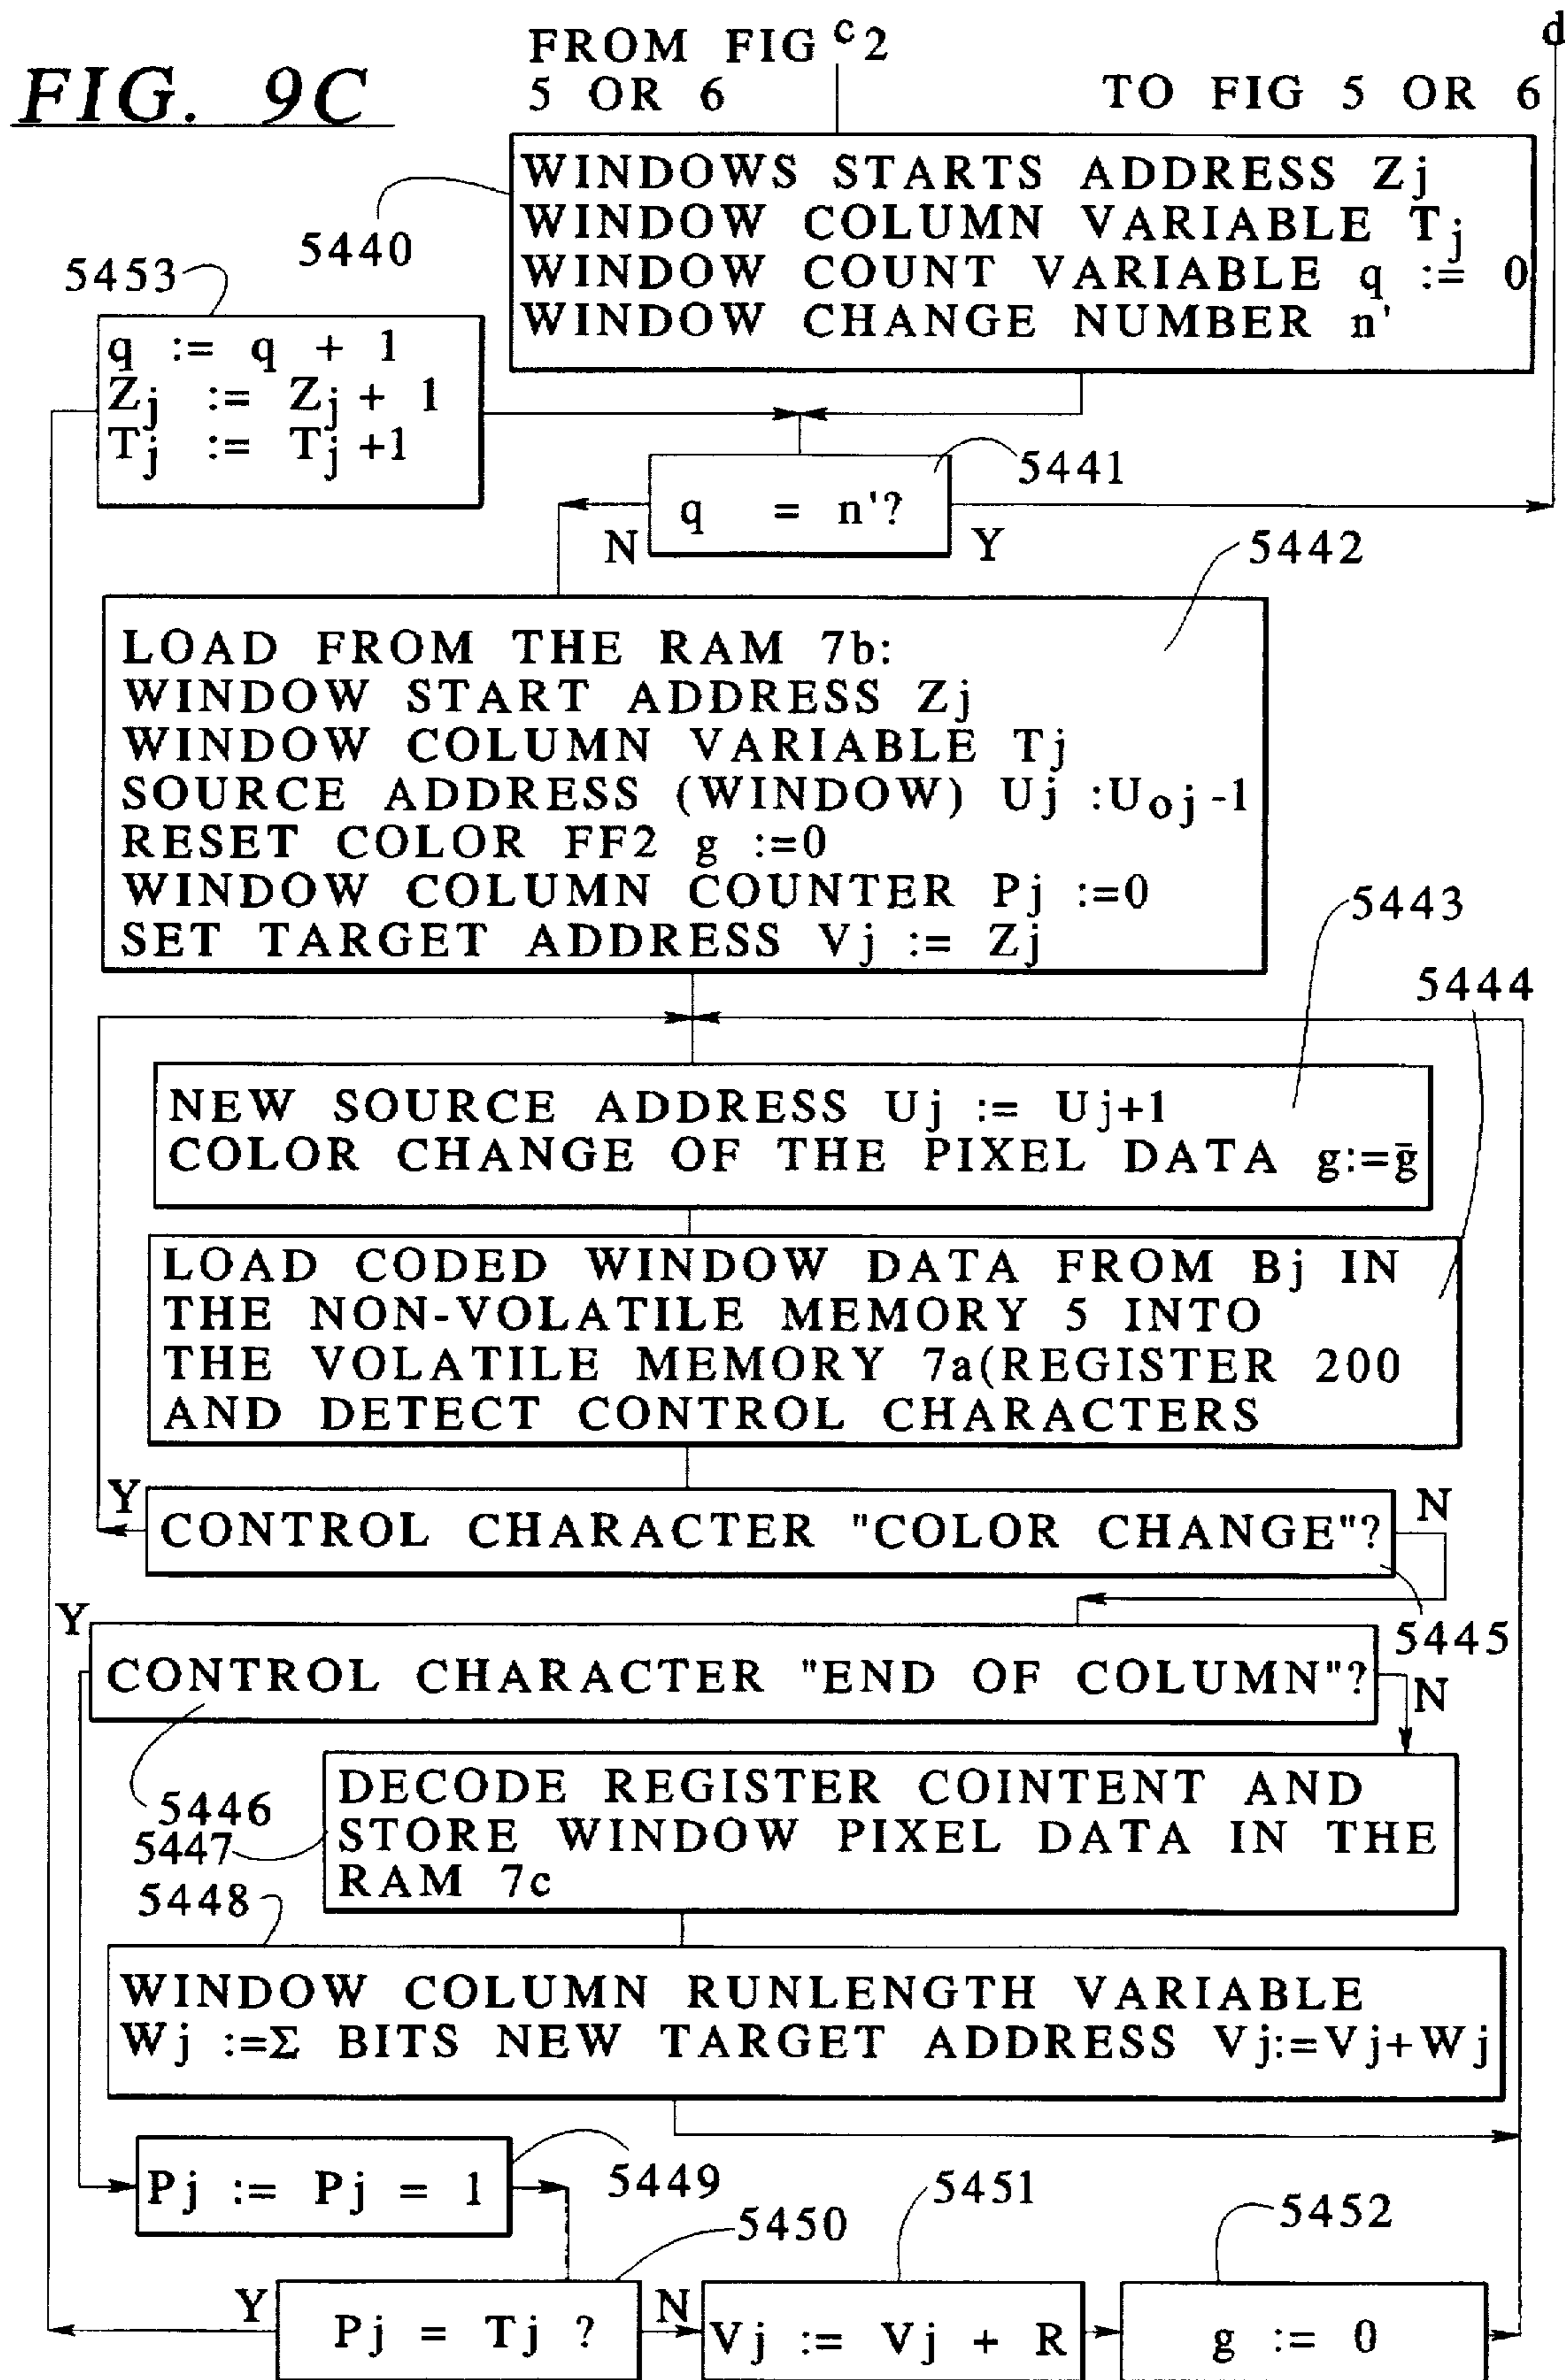 FIG. 9C
FROM FIG c2
5 OR 6
d
TO FIG 5 OR 6
WINDOWS STARTS ADDRESS Zj
WINDOW COLUMN VARIABLE Tj
WINDOW COUNT VARIABLE q := 0
WINDOW CHANGE NUMBER n'
5440
5453
q := q + 1
Zj := Zj + 1
Tj := Tj +1
5441
q = n'?
N
Y
5442
LOAD FROM THE RAM 7b:
WINDOW START ADDRESS Zj
WINDOW COLUMN VARIABLE Tj
SOURCE ADDRESS (WINDOW) Uj :Uoj-1
RESET COLOR FF2 g :=0
WINDOW COLUMN COUNTER Pj :=0
SET TARGET ADDRESS Vj := Zj
5443
5444
NEW SOURCE ADDRESS Uj := Uj+1
COLOR CHANGE OF THE PIXEL DATA g:=ḡ
LOAD CODED WINDOW DATA FROM Bj IN
THE NON-VOLATILE MEMORY 5 INTO
THE VOLATILE MEMORY 7a(REGISTER 200
AND DETECT CONTROL CHARACTERS
Y
CONTROL CHARACTER "COLOR CHANGE"?
N
5445
Y
CONTROL CHARACTER "END OF COLUMN"?
N
5446
5447
DECODE REGISTER COINTENT AND
STORE WINDOW PIXEL DATA IN THE
RAM 7c
5448
WINDOW COLUMN RUNLENGTH VARIABLE
Wj :=Σ BITS NEW TARGET ADDRESS Vj:=Vj+Wj
Pj := Pj = 1
5449
5450
5451
5452
Y
Pj = Tj ?
N
Vj := Vj + R
g := 0